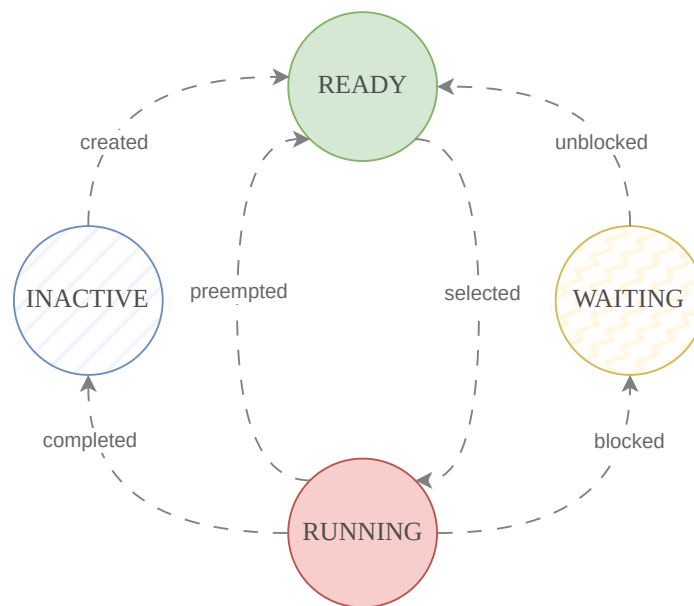 READY
created
unblocked
INACTIVE
preempted
selected
WAITING
completed
blocked
RUNNING